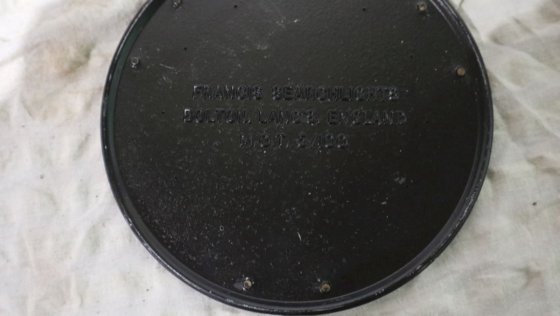 FRANCIS SEARCHLIGHTS
BOLTON, LANCS, ENGLAND